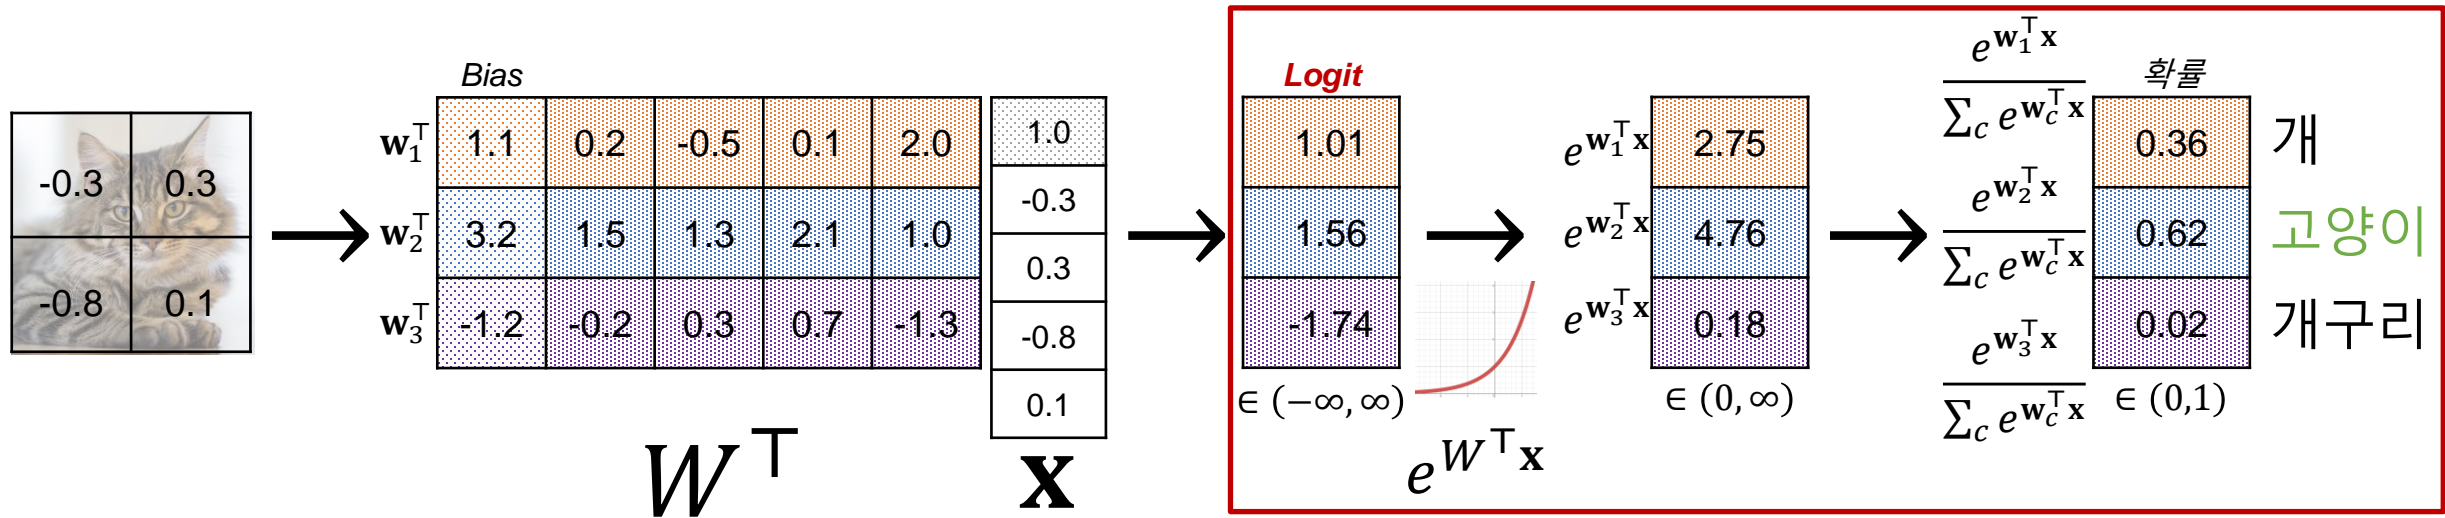 -0.3 0.3
-0.8 0.1
Bias
w₁ᵀ 1.1 0.2 -0.5 0.1 2.0
w₂ᵀ 3.2 1.5 1.3 2.1 1.0
w₃ᵀ -1.2 -0.2 0.3 0.7 -1.3
Wᵀ
1.0
-0.3
0.3
-0.8
0.1
x
Logit
1.01
1.56
-1.74
∈ (−∞, ∞)
e^{Wᵀx}
e^{w₁ᵀx} 2.75
e^{w₂ᵀx} 4.76
e^{w₃ᵀx} 0.18
∈ (0, ∞)
확률
e^{w₁ᵀx} / ∑_c e^{w_cᵀx} 0.36 개
e^{w₂ᵀx} / ∑_c e^{w_cᵀx} 0.62 고양이
e^{w₃ᵀx} / ∑_c e^{w_cᵀx} 0.02 개구리
∈ (0,1)